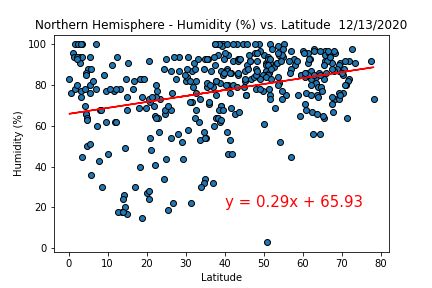 Northern Hemisphere - Humidity (%) vs. Latitude 12/13/2020
100
80
60
40
20
0
Humidity (%)
y = 0.29x + 65.93
0 10 20 30 40 50 60 70 80
Latitude